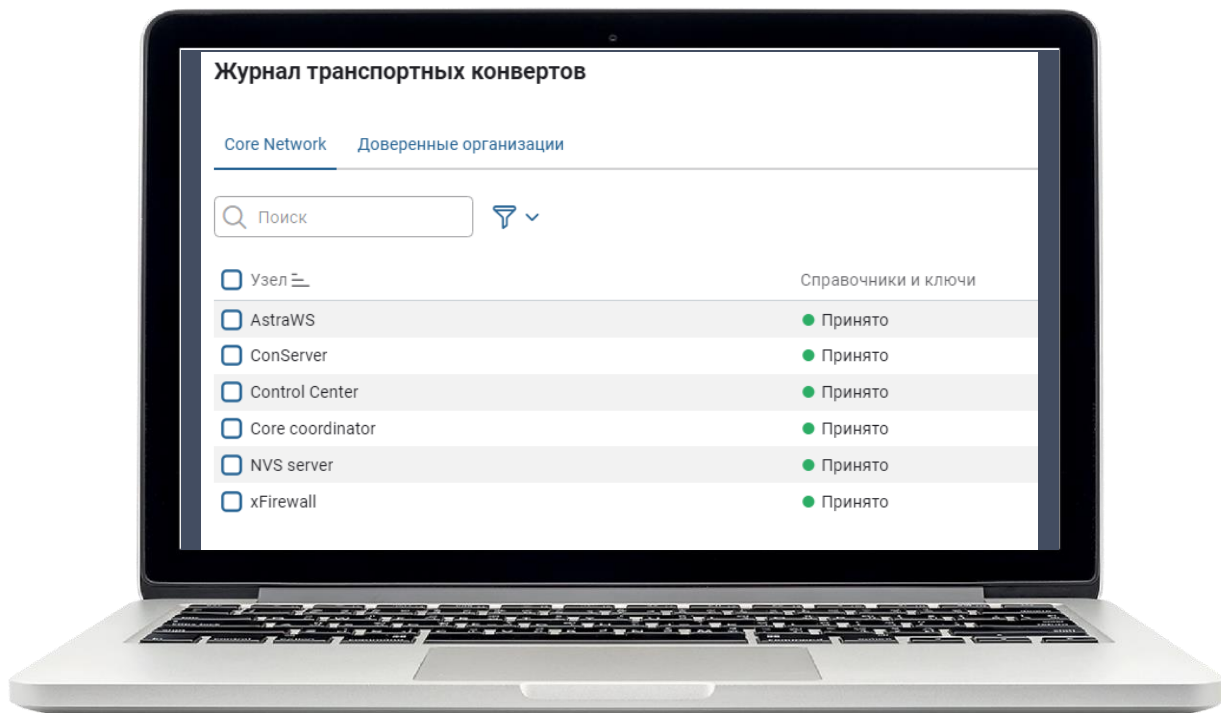 Журнал транспортных конвертов
Core Network Доверенные организации
Поиск
Узел Справочники и ключи
AstraWS Принято
ConServer Принято
Control Center Принято
Core coordinator Принято
NVS server Принято
xFirewall Принято